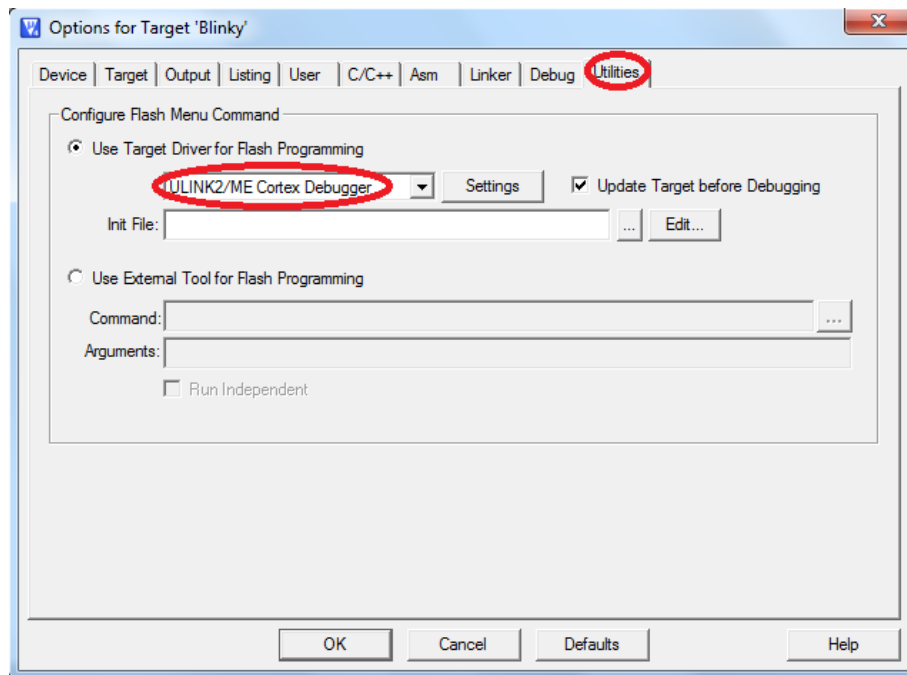 Options for Target 'Blinky'
Device Target Output Listing User C/C++ Asm Linker Debug Utilities
Configure Flash Menu Command
Use Target Driver for Flash Programming
ULINK2/ME Cortex Debugger Settings Update Target before Debugging
Init File: ... Edit...
Use External Tool for Flash Programming
Command: ...
Arguments:
Run Independent
OK Cancel Defaults Help